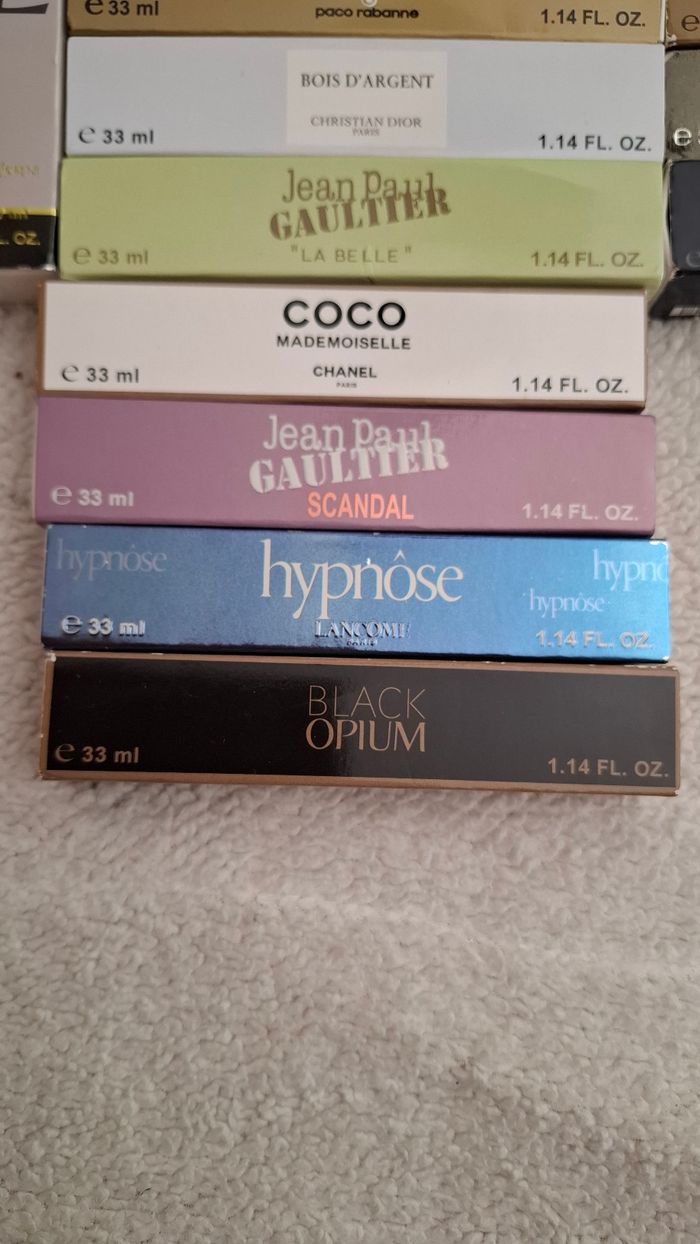 e 33 ml
paco rabanne
1.14 FL. OZ.
BOIS D'ARGENT
CHRISTIAN DIOR
PARIS
e 33 ml
1.14 FL. OZ.
Jean Paul
GAULTIER
"LA BELLE"
e 33 ml
1.14 FL. OZ.
COCO
MADEMOISELLE
CHANEL
PARIS
e 33 ml
1.14 FL. OZ.
Jean Paul
GAULTIER
SCANDAL
e 33 ml
1.14 FL. OZ.
hypnôse
hypnôse
hypnôse
LANCOME
PARIS
e 33 ml
1.14 FL. OZ.
BLACK
OPIUM
e 33 ml
1.14 FL. OZ.
OZ